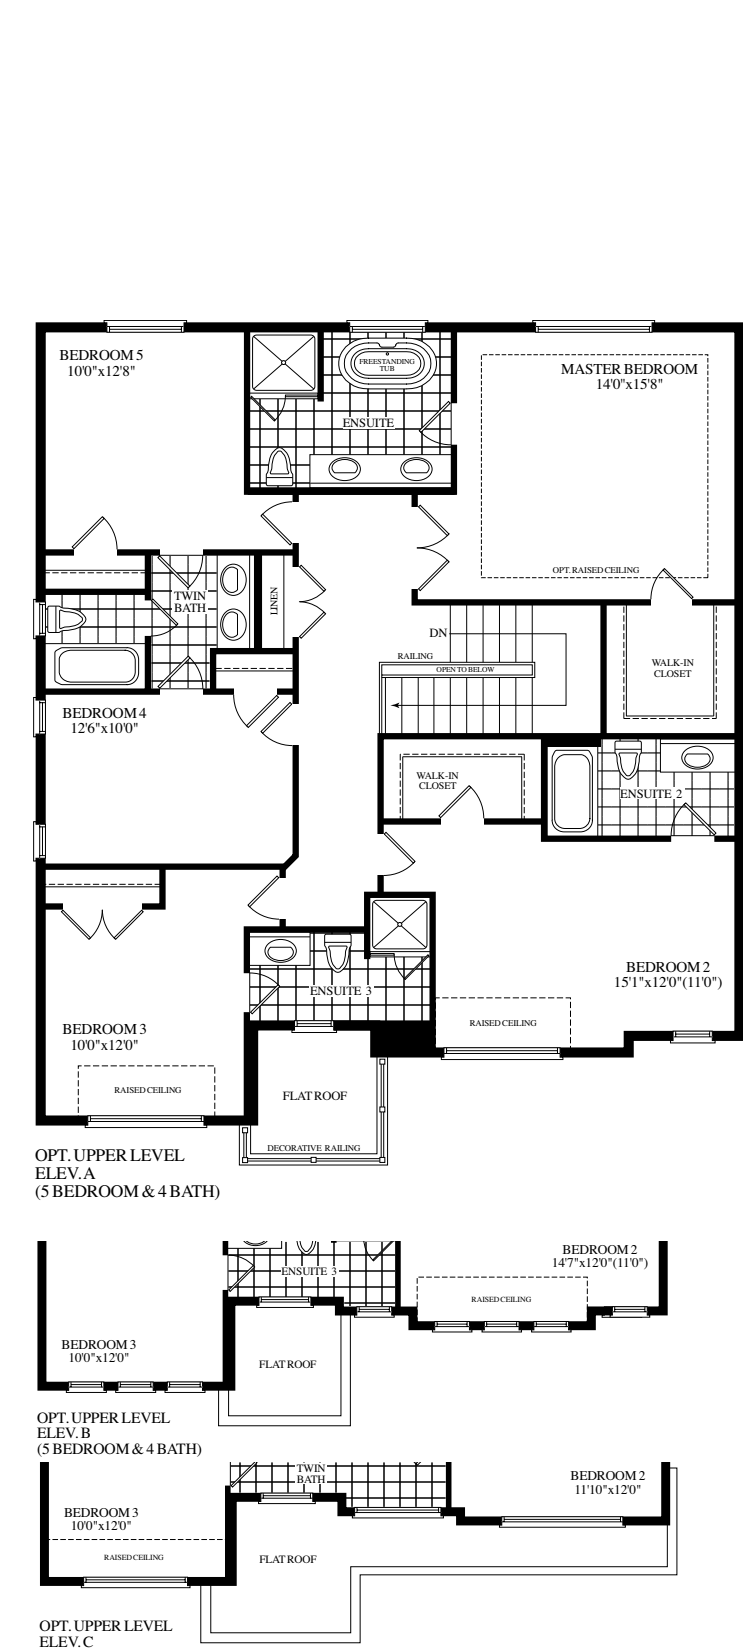 BEDROOM 5
10'0"x12'8"
FREESTANDING
TUB
ENSUITE
MASTER BEDROOM
14'0"x15'8"
OPT. RAISED CEILING
TWIN
BATH
LINEN
DN
RAILING
OPEN TO BELOW
WALK-IN
CLOSET
BEDROOM 4
12'6"x10'0"
WALK-IN
CLOSET
ENSUITE 2
BEDROOM 2
15'1"x12'0"(11'0")
ENSUITE 3
RAISED CEILING
BEDROOM 3
10'0"x12'0"
RAISED CEILING
FLAT ROOF
DECORATIVE RAILING
OPT. UPPER LEVEL
ELEV. A
(5 BEDROOM & 4 BATH)
BEDROOM 2
14'7"x12'0"(11'0")
ENSUITE 3
RAISED CEILING
BEDROOM 3
10'0"x12'0"
FLAT ROOF
OPT. UPPER LEVEL
ELEV. B
(5 BEDROOM & 4 BATH)
TWIN
BATH
BEDROOM 2
11'10"x12'0"
BEDROOM 3
10'0"x12'0"
RAISED CEILING
FLAT ROOF
OPT. UPPER LEVEL
ELEV. C